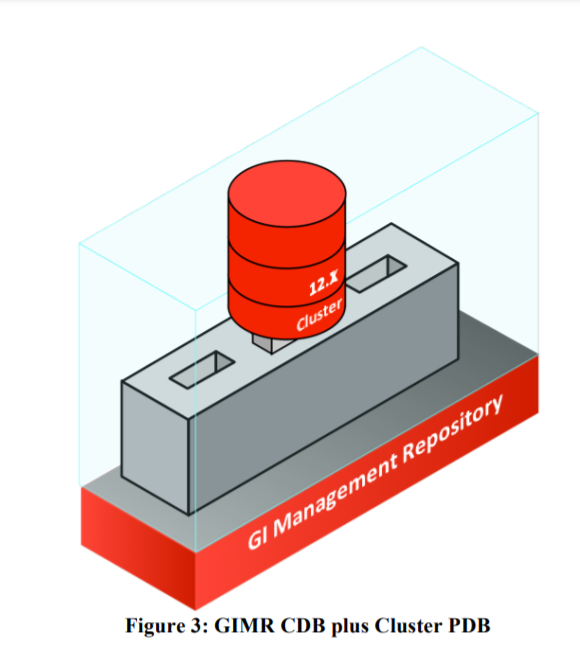 12.X
Cluster
GI Management Repository
Figure 3: GIMR CDB plus Cluster PDB